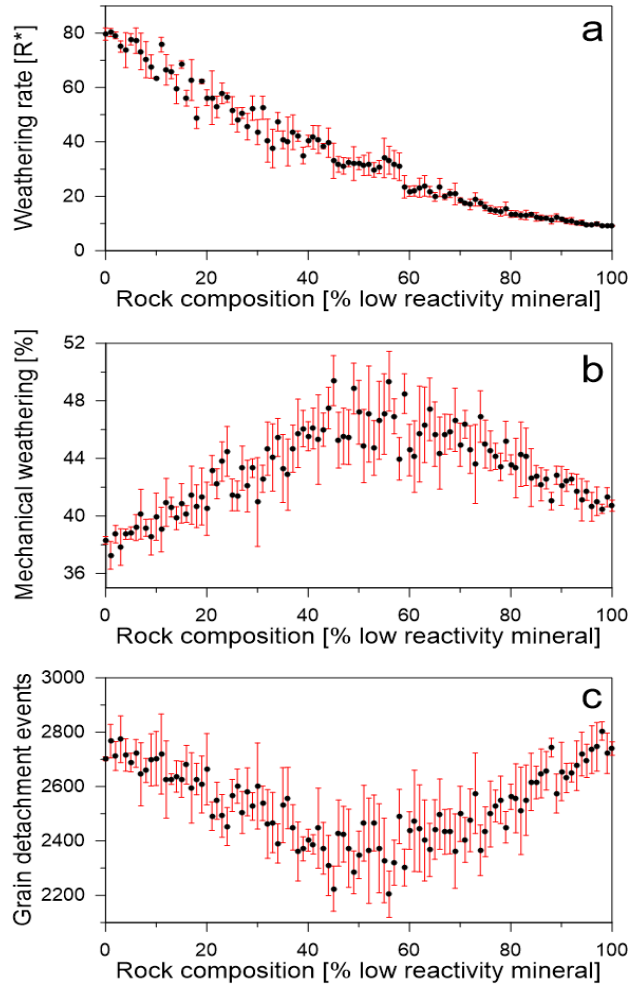 a
Weathering rate [R*]
80
60
40
20
0
0 20 40 60 80 100
Rock composition [% low reactivity mineral]
b
Mechanical weathering [%]
52
48
44
40
36
0 20 40 60 80 100
Rock composition [% low reactivity mineral]
c
Grain detachment events
3000
2800
2600
2400
2200
0 20 40 60 80 100
Rock composition [% low reactivity mineral]